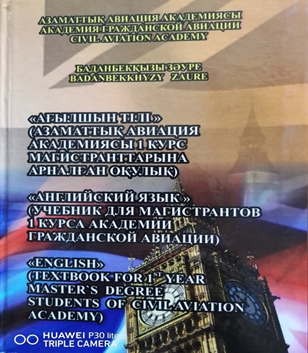 АЗАМАТТЫҚ АВИАЦИЯ АКАДЕМИЯСЫ
АКАДЕМИЯ ГРАЖДАНСКОЙ АВИАЦИИ
CIVIL AVIATION ACADEMY
БАДАНБЕКҚЫЗЫ ЗӘУРЕ
BADANBEKKHYZY ZAURE
«АҒЫЛШЫН ТІЛІ»
(АЗАМАТТЫҚ АВИАЦИЯ
АКАДЕМИЯСЫ 1 КУРС
МАГИСТРАНТТАРЫНА
АРНАЛҒАН ОҚУЛЫҚ)
«АНГЛИЙСКИЙ ЯЗЫК»
(УЧЕБНИК ДЛЯ МАГИСТРАНТОВ
1 КУРСА АКАДЕМИИ
ГРАЖДАНСКОЙ АВИАЦИИ)
«ENGLISH»
(TEXTBOOK FOR 1ST YEAR
MASTER`S DEGREE
STUDENTS OF CIVIL AVIATION
ACADEMY)
HUAWEI P30 lite
TRIPLE CAMERA